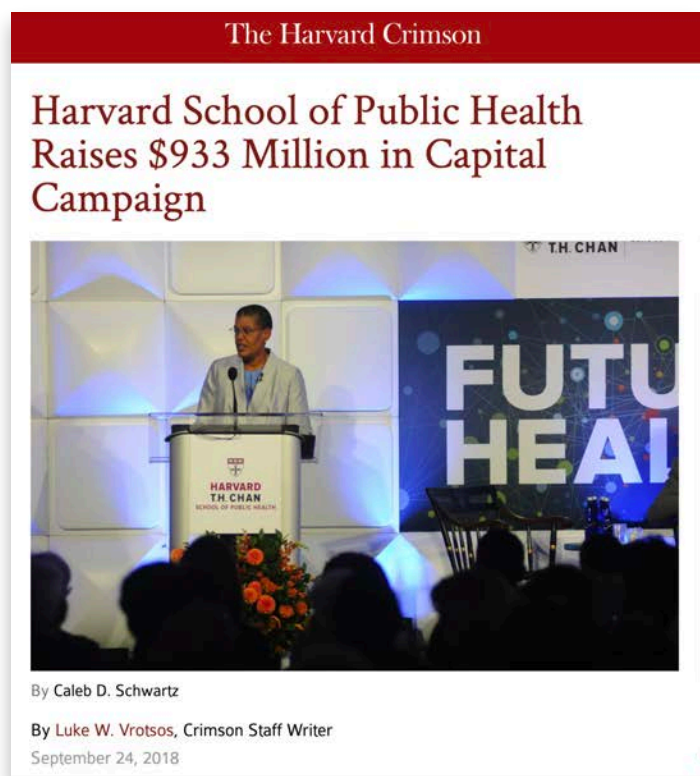 The Harvard Crimson
Harvard School of Public Health
Raises $933 Million in Capital
Campaign
T.H. CHAN
FUTU
HEAL
HARVARD
T.H. CHAN
SCHOOL OF PUBLIC HEALTH
By Caleb D. Schwartz
By Luke W. Vrotsos, Crimson Staff Writer
September 24, 2018